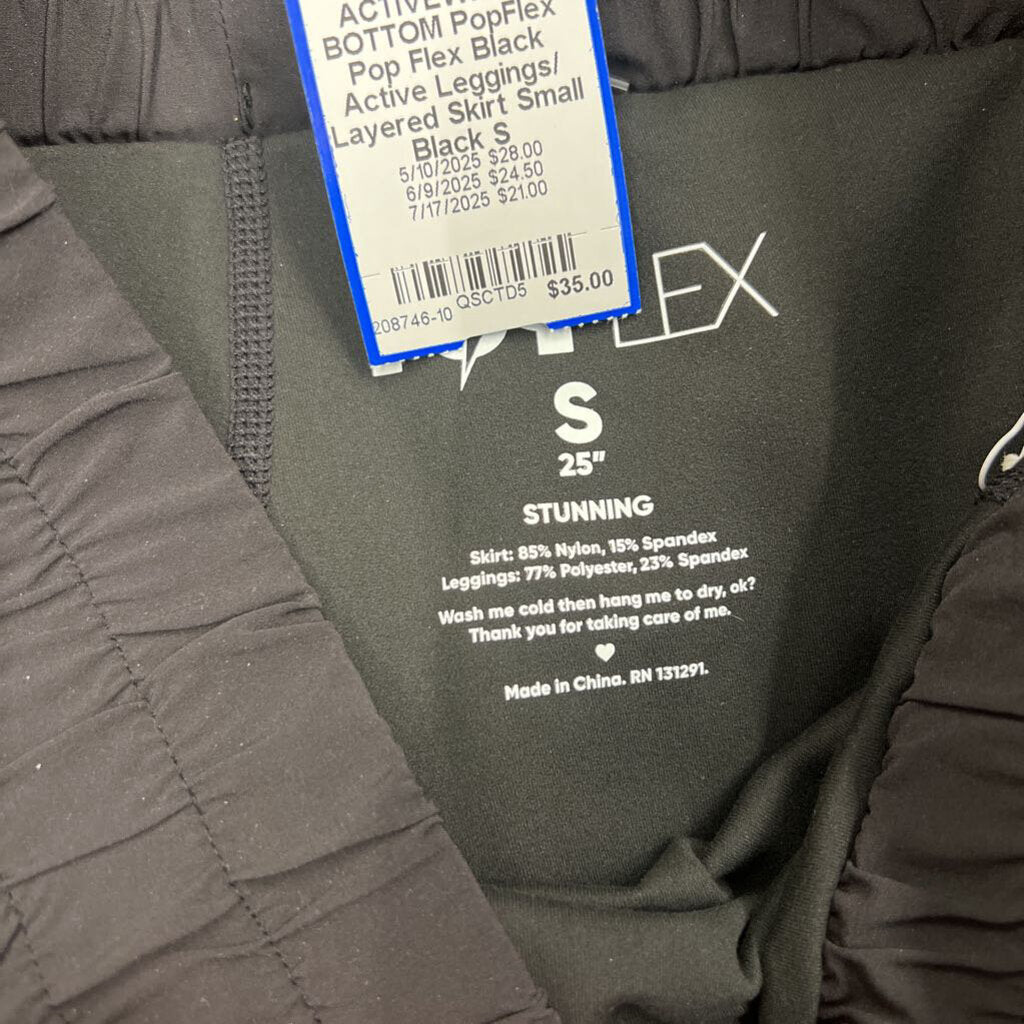 BOTTOM PopFlex
Pop Flex Black
Active Leggings/
Layered Skirt Small
Black S
5/10/2025 $28.00
6/9/2025 $24.50
7/17/2025 $21.00
208746-10 QSCTD5 $35.00
LEX
S
25"
STUNNING
Skirt: 85% Nylon, 15% Spandex
Leggings: 77% Polyester, 23% Spandex
Wash me cold then hang me to dry, ok?
Thank you for taking care of me.
Made in China. RN 131291.